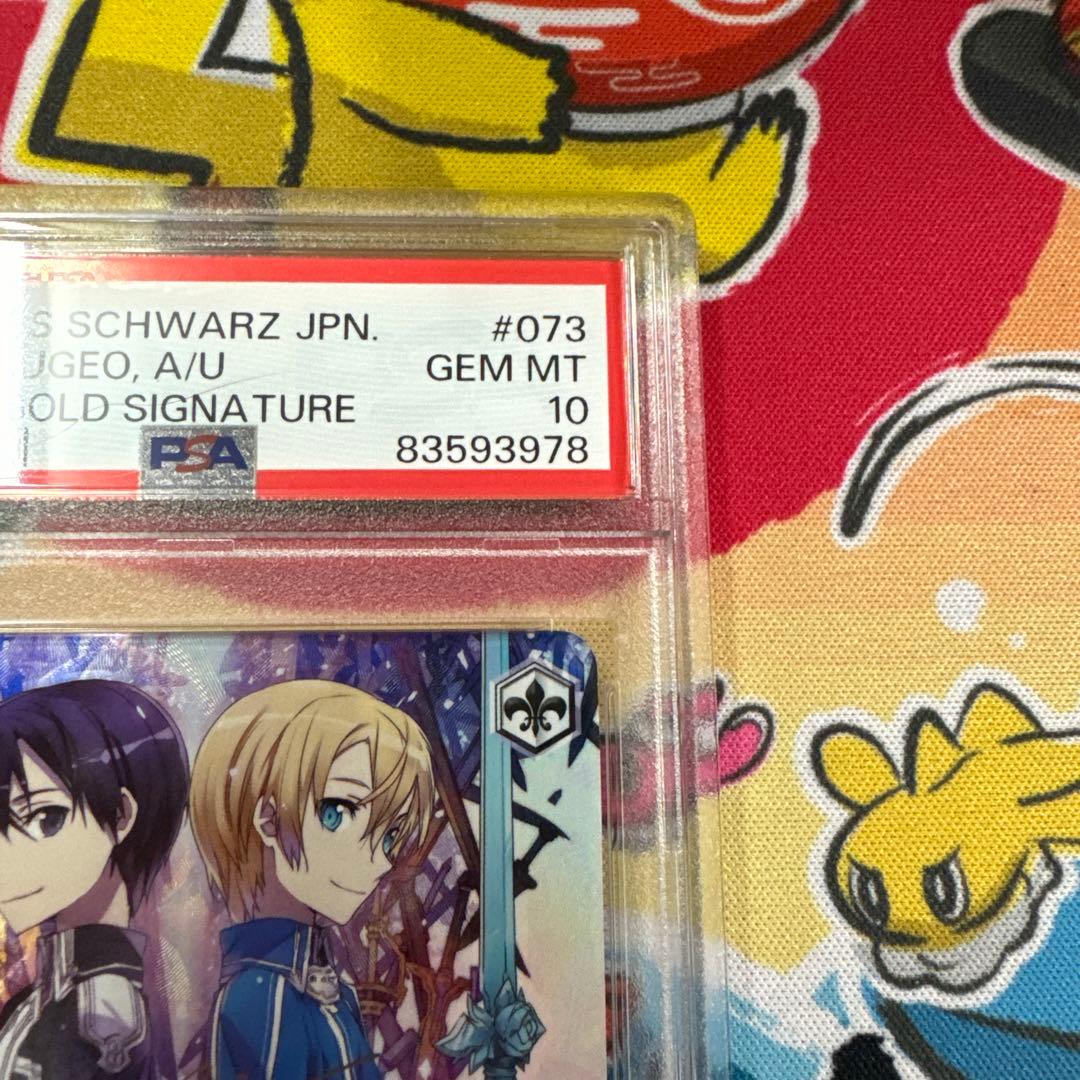 S SCHWARZ JPN. #073
UGEO, A/U GEM MT
OLD SIGNATURE 10
PSA 83593978